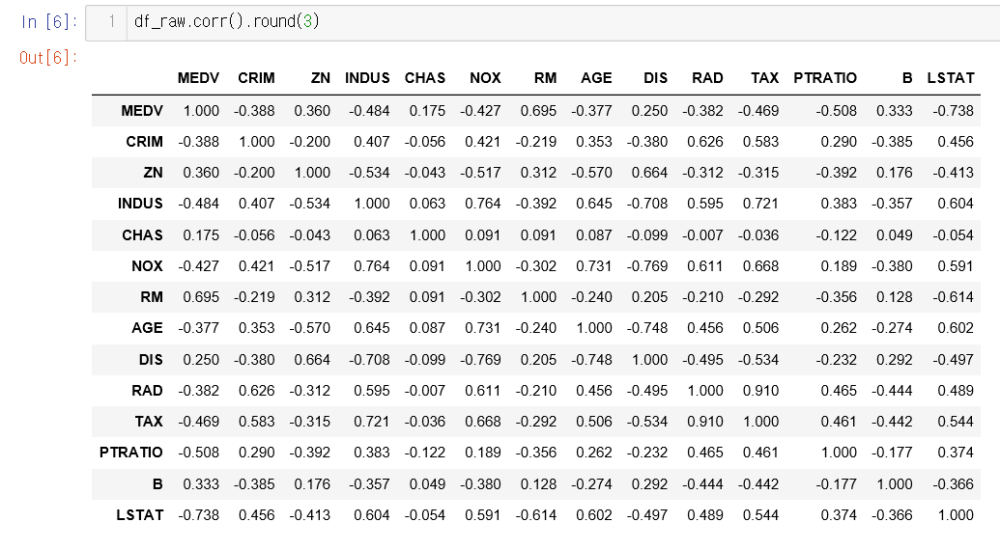 In [6]: 1 df_raw.corr().round(3)
Out[6]:
MEDV CRIM ZN INDUS CHAS NOX RM AGE DIS RAD TAX PTRATIO B LSTAT
MEDV 1.000 -0.388 0.360 -0.484 0.175 -0.427 0.695 -0.377 0.250 -0.382 -0.469 -0.508 0.333 -0.738
CRIM -0.388 1.000 -0.200 0.407 -0.056 0.421 -0.219 0.353 -0.380 0.626 0.583 0.290 -0.385 0.456
ZN 0.360 -0.200 1.000 -0.534 -0.043 -0.517 0.312 -0.570 0.664 -0.312 -0.315 -0.392 0.176 -0.413
INDUS -0.484 0.407 -0.534 1.000 0.063 0.764 -0.392 0.645 -0.708 0.595 0.721 0.383 -0.357 0.604
CHAS 0.175 -0.056 -0.043 0.063 1.000 0.091 0.091 0.087 -0.099 -0.007 -0.036 -0.122 0.049 -0.054
NOX -0.427 0.421 -0.517 0.764 0.091 1.000 -0.302 0.731 -0.769 0.611 0.668 0.189 -0.380 0.591
RM 0.695 -0.219 0.312 -0.392 0.091 -0.302 1.000 -0.240 0.205 -0.210 -0.292 -0.356 0.128 -0.614
AGE -0.377 0.353 -0.570 0.645 0.087 0.731 -0.240 1.000 -0.748 0.456 0.506 0.262 -0.274 0.602
DIS 0.250 -0.380 0.664 -0.708 -0.099 -0.769 0.205 -0.748 1.000 -0.495 -0.534 -0.232 0.292 -0.497
RAD -0.382 0.626 -0.312 0.595 -0.007 0.611 -0.210 0.456 -0.495 1.000 0.910 0.465 -0.444 0.489
TAX -0.469 0.583 -0.315 0.721 -0.036 0.668 -0.292 0.506 -0.534 0.910 1.000 0.461 -0.442 0.544
PTRATIO -0.508 0.290 -0.392 0.383 -0.122 0.189 -0.356 0.262 -0.232 0.465 0.461 1.000 -0.177 0.374
B 0.333 -0.385 0.176 -0.357 0.049 -0.380 0.128 -0.274 0.292 -0.444 -0.442 -0.177 1.000 -0.366
LSTAT -0.738 0.456 -0.413 0.604 -0.054 0.591 -0.614 0.602 -0.497 0.489 0.544 0.374 -0.366 1.000